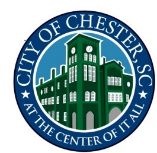 CITY OF CHESTER, SC
AT THE CENTER OF IT ALL